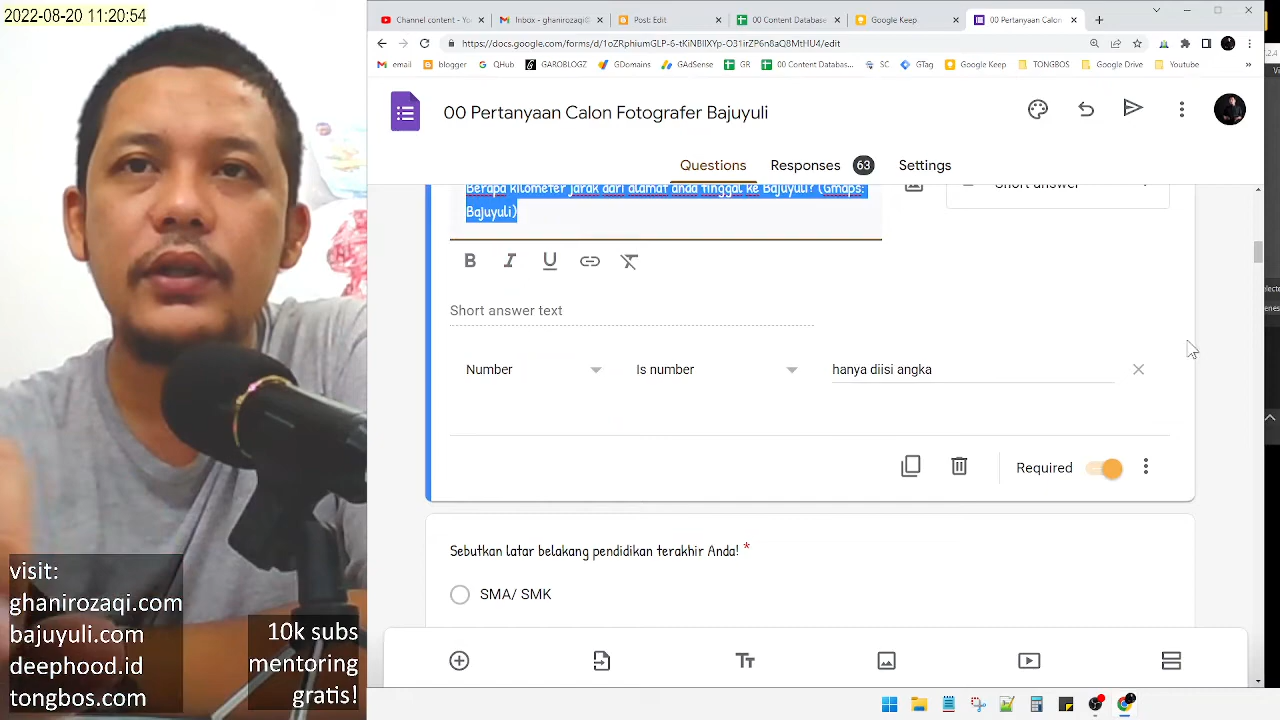 2022-08-20 11:20:54
Channel content - Yo
Inbox - ghanirozaqi@
Post: Edit
00 Content Database
Google Keep
00 Pertanyaan Calon
https://docs.google.com/forms/d/1oZRphiumGLP-6-tKiNBIIXYp-O31irZP6n8aQ8MtHU4/edit
email
blogger
QHub
GARCODEZT
GDomains
GAdSense
GR
00 Content Databas...
SC
GTag
Google Keep
TONGBOS
Google Drive
Youtube
»
00 Pertanyaan Calon Fotografer Bajuyuli
Questions
Responses 63
Settings
Berapa kilometer jarak dari alamat anda tinggal ke Bajuyuli? (Gmaps:
Bajuyuli)
Short answer
B I U
Short answer text
Number
Is number
hanya diisi angka
Required
Sebutkan latar belakang pendidikan terakhir Anda! *
SMA/ SMK
visit:
ghanirozaqi.com
bajuyuli.com
deephood.id
tongbos.com
10k subs
mentoring
gratis!